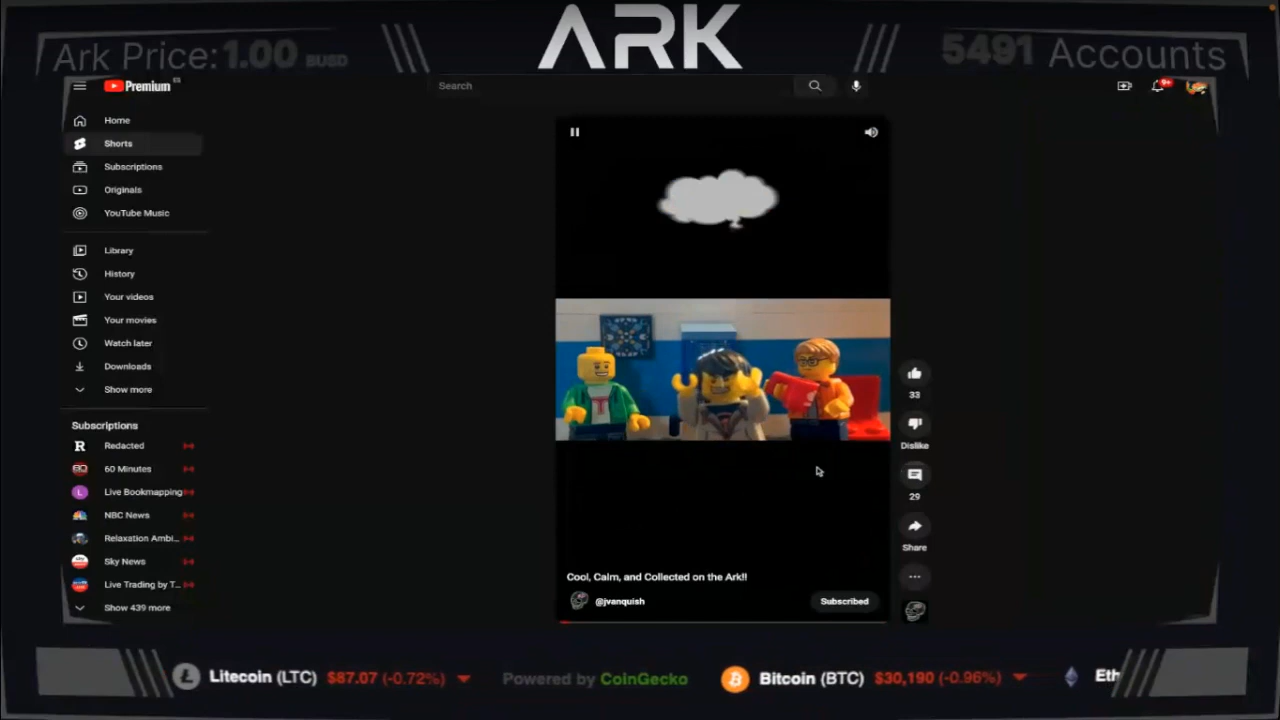 ARK
Ark Price: 1.00 BUSD
5491 Accounts
Premium
Search
9+
Home
Shorts
Subscriptions
Originals
YouTube Music
Library
History
Your videos
Your movies
Watch later
Downloads
Show more
Subscriptions
Redacted
60 Minutes
Live Bookmapping
NBC News
Relaxation Ambi...
Sky News
Live Trading by T...
Show 439 more
33
Dislike
29
Share
Cool, Calm, and Collected on the Ark!!
@jvanquish
Subscribed
Litecoin (LTC) $87.07 (-0.72%) Powered by CoinGecko Bitcoin (BTC) $30,190 (-0.96%) Eth